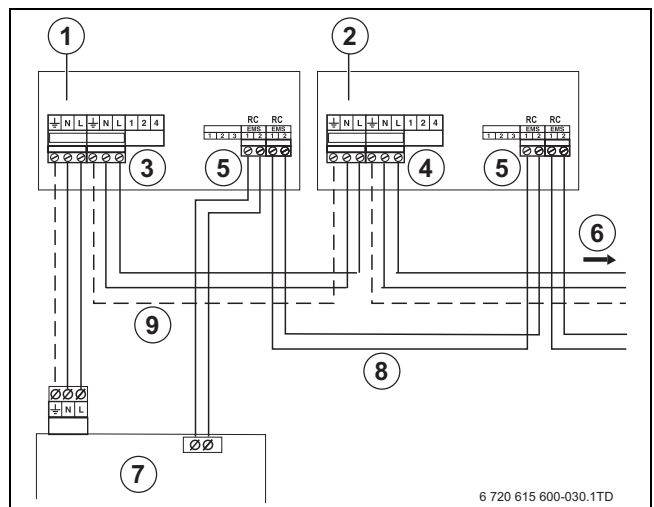 1 2
RC RC RC RC
⏚ N L ⏚ N L 1 2 4 EMS EMS ⏚ N L ⏚ N L 1 2 4 EMS EMS
1 2 3 1 2 1 2 1 2 3 1 2 1 2
3 5 4 5
6
9
8
⏚ N L
7
6 720 615 600-030.1TD